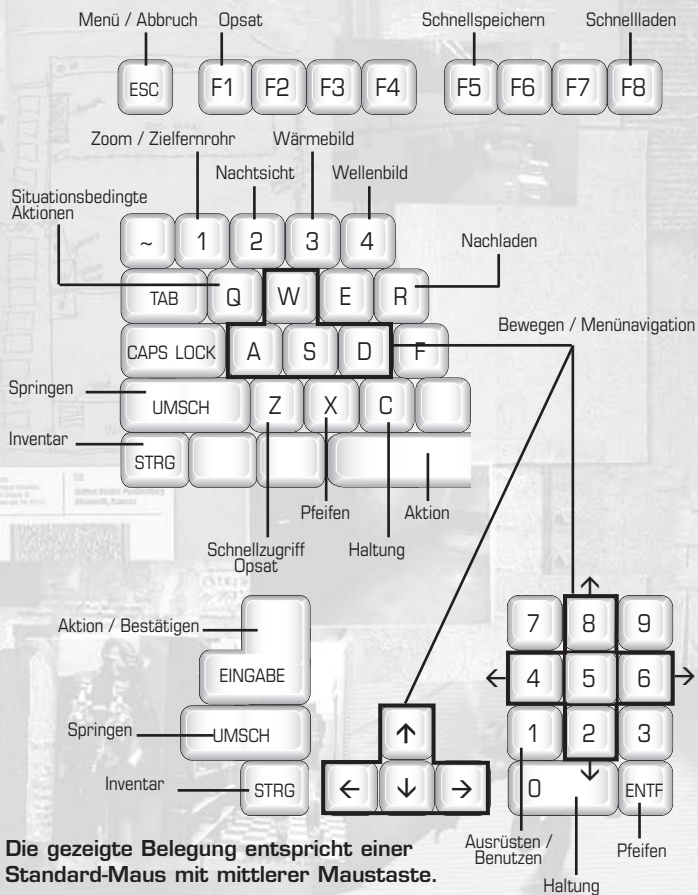 Menü / Abbruch
Opsat
Schnellspeichern
Schnellladen
ESC
F1
F2
F3
F4
F5
F6
F7
F8
Zoom / Zielfernrohr
Wärmebild
Nachtsicht
Wellenbild
Situationsbedingte
Aktionen
~
1
2
3
4
Nachladen
TAB
Q
W
E
R
Bewegen / Menünavigation
CAPS LOCK
A
S
D
F
Springen
UMSCH
Z
X
C
Inventar
STRG
Pfeifen
Aktion
Schnellzugriff
Opsat
Haltung
Aktion / Bestätigen
EINGABE
7
8
9
4
5
6
Springen
UMSCH
1
2
3
Inventar
STRG
0
ENTF
Ausrüsten /
Benutzen
Pfeifen
Haltung
Die gezeigte Belegung entspricht einer
Standard-Maus mit mittlerer Maustaste.